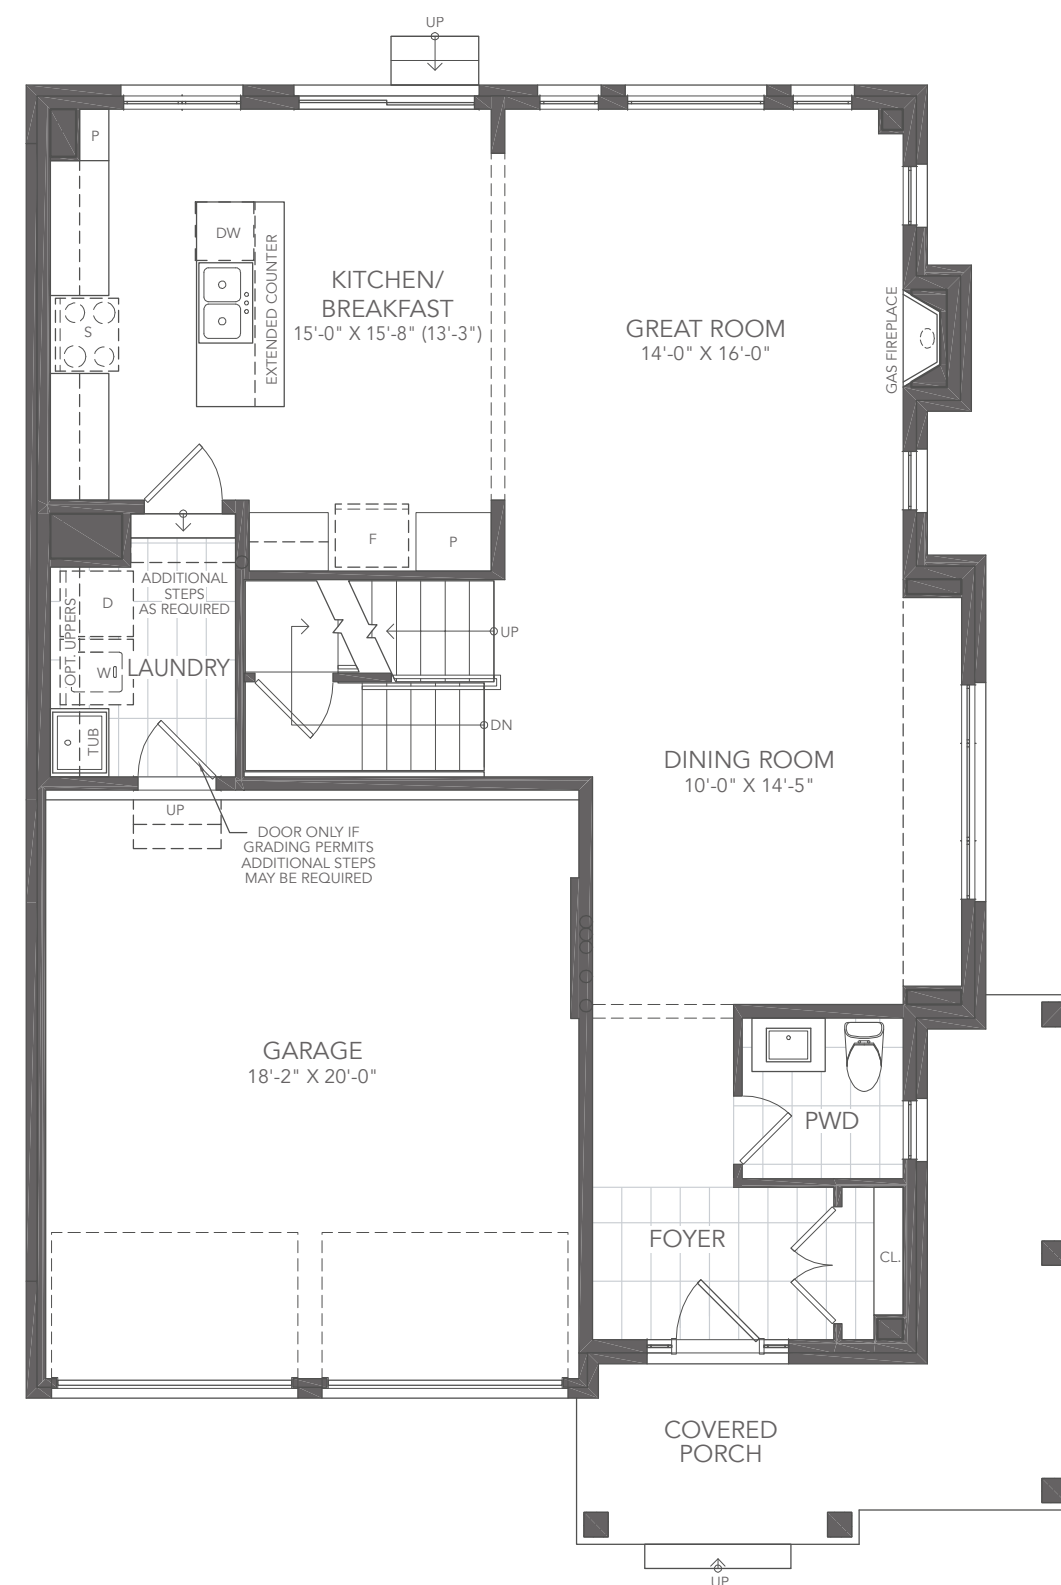 UP
P
DW
EXTENDED COUNTER
KITCHEN/
BREAKFAST
15'-0" X 15'-8" (13'-3")
S
GREAT ROOM
14'-0" X 16'-0"
GAS FIREPLACE
F
P
ADDITIONAL
STEPS
AS REQUIRED
D
OPT. UPPERS
W
LAUNDRY
TUB
UP
DN
DINING ROOM
10'-0" X 14'-5"
UP
DOOR ONLY IF
GRADING PERMITS
ADDITIONAL STEPS
MAY BE REQUIRED
GARAGE
18'-2" X 20'-0"
PWD
FOYER
CL.
COVERED
PORCH
UP